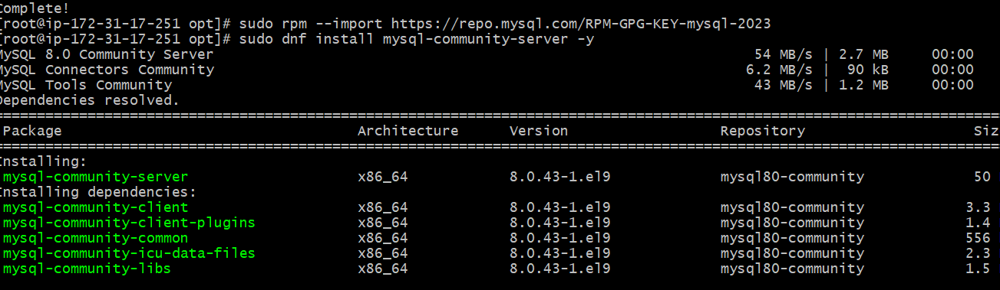 Complete!
[root@ip-172-31-17-251 opt]# sudo rpm --import https://repo.mysql.com/RPM-GPG-KEY-mysql-2023
[root@ip-172-31-17-251 opt]# sudo dnf install mysql-community-server -y
MySQL 8.0 Community Server 54 MB/s | 2.7 MB 00:00
MySQL Connectors Community 6.2 MB/s | 90 kB 00:00
MySQL Tools Community 43 MB/s | 1.2 MB 00:00
Dependencies resolved.
Package Architecture Version Repository Siz
Installing:
mysql-community-server x86_64 8.0.43-1.el9 mysql80-community 50
Installing dependencies:
mysql-community-client x86_64 8.0.43-1.el9 mysql80-community 3.3
mysql-community-client-plugins x86_64 8.0.43-1.el9 mysql80-community 1.4
mysql-community-common x86_64 8.0.43-1.el9 mysql80-community 556
mysql-community-icu-data-files x86_64 8.0.43-1.el9 mysql80-community 2.3
mysql-community-libs x86_64 8.0.43-1.el9 mysql80-community 1.5